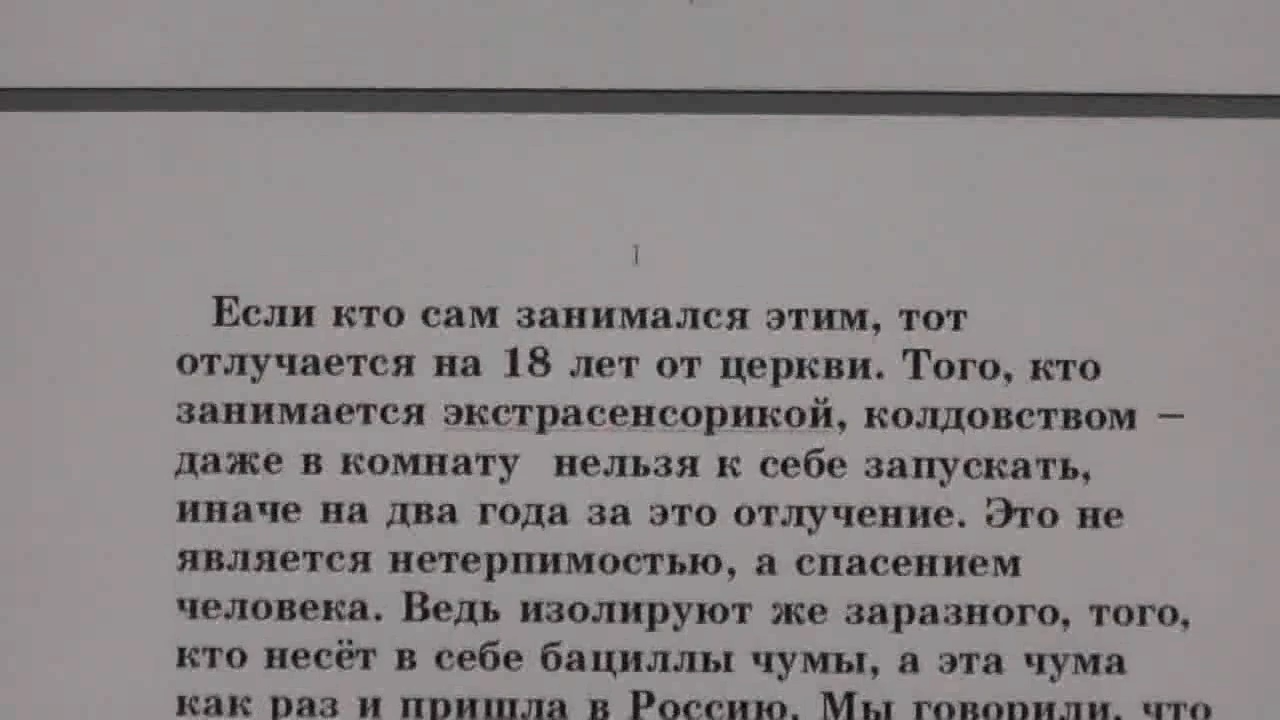 Если кто сам занимался этим, тот
отлучается на 18 лет от церкви. Того, кто
занимается экстрасенсорикой, колдовством –
даже в комнату нельзя к себе запускать,
иначе на два года за это отлучение. Это не
является нетерпимостью, а спасением
человека. Ведь изолируют же заразного, того,
кто несёт в себе бациллы чумы, а эта чума
как раз и пришла в Россию. Мы говорили, что